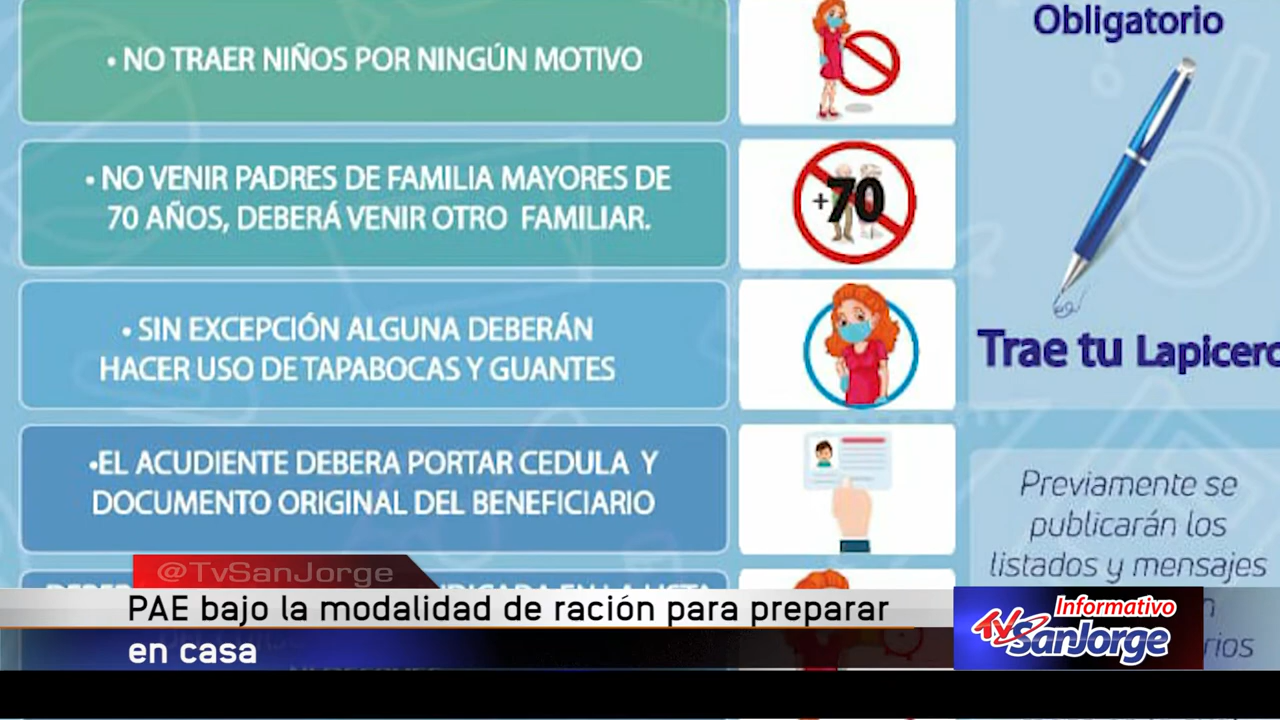 • NO TRAER NIÑOS POR NINGÚN MOTIVO
• NO VENIR PADRES DE FAMILIA MAYORES DE
70 AÑOS, DEBERÁ VENIR OTRO FAMILIAR.
+70
• SIN EXCEPCIÓN ALGUNA DEBERÁN
HACER USO DE TAPABOCAS Y GUANTES
•EL ACUDIENTE DEBERA PORTAR CEDULA Y
DOCUMENTO ORIGINAL DEL BENEFICIARIO
Obligatorio
Trae tu Lapicero
Previamente se
publicarán los
listados y mensajes
@TvSanJorge
PAE bajo la modalidad de ración para preparar
en casa
Informativo
TV SanJorge